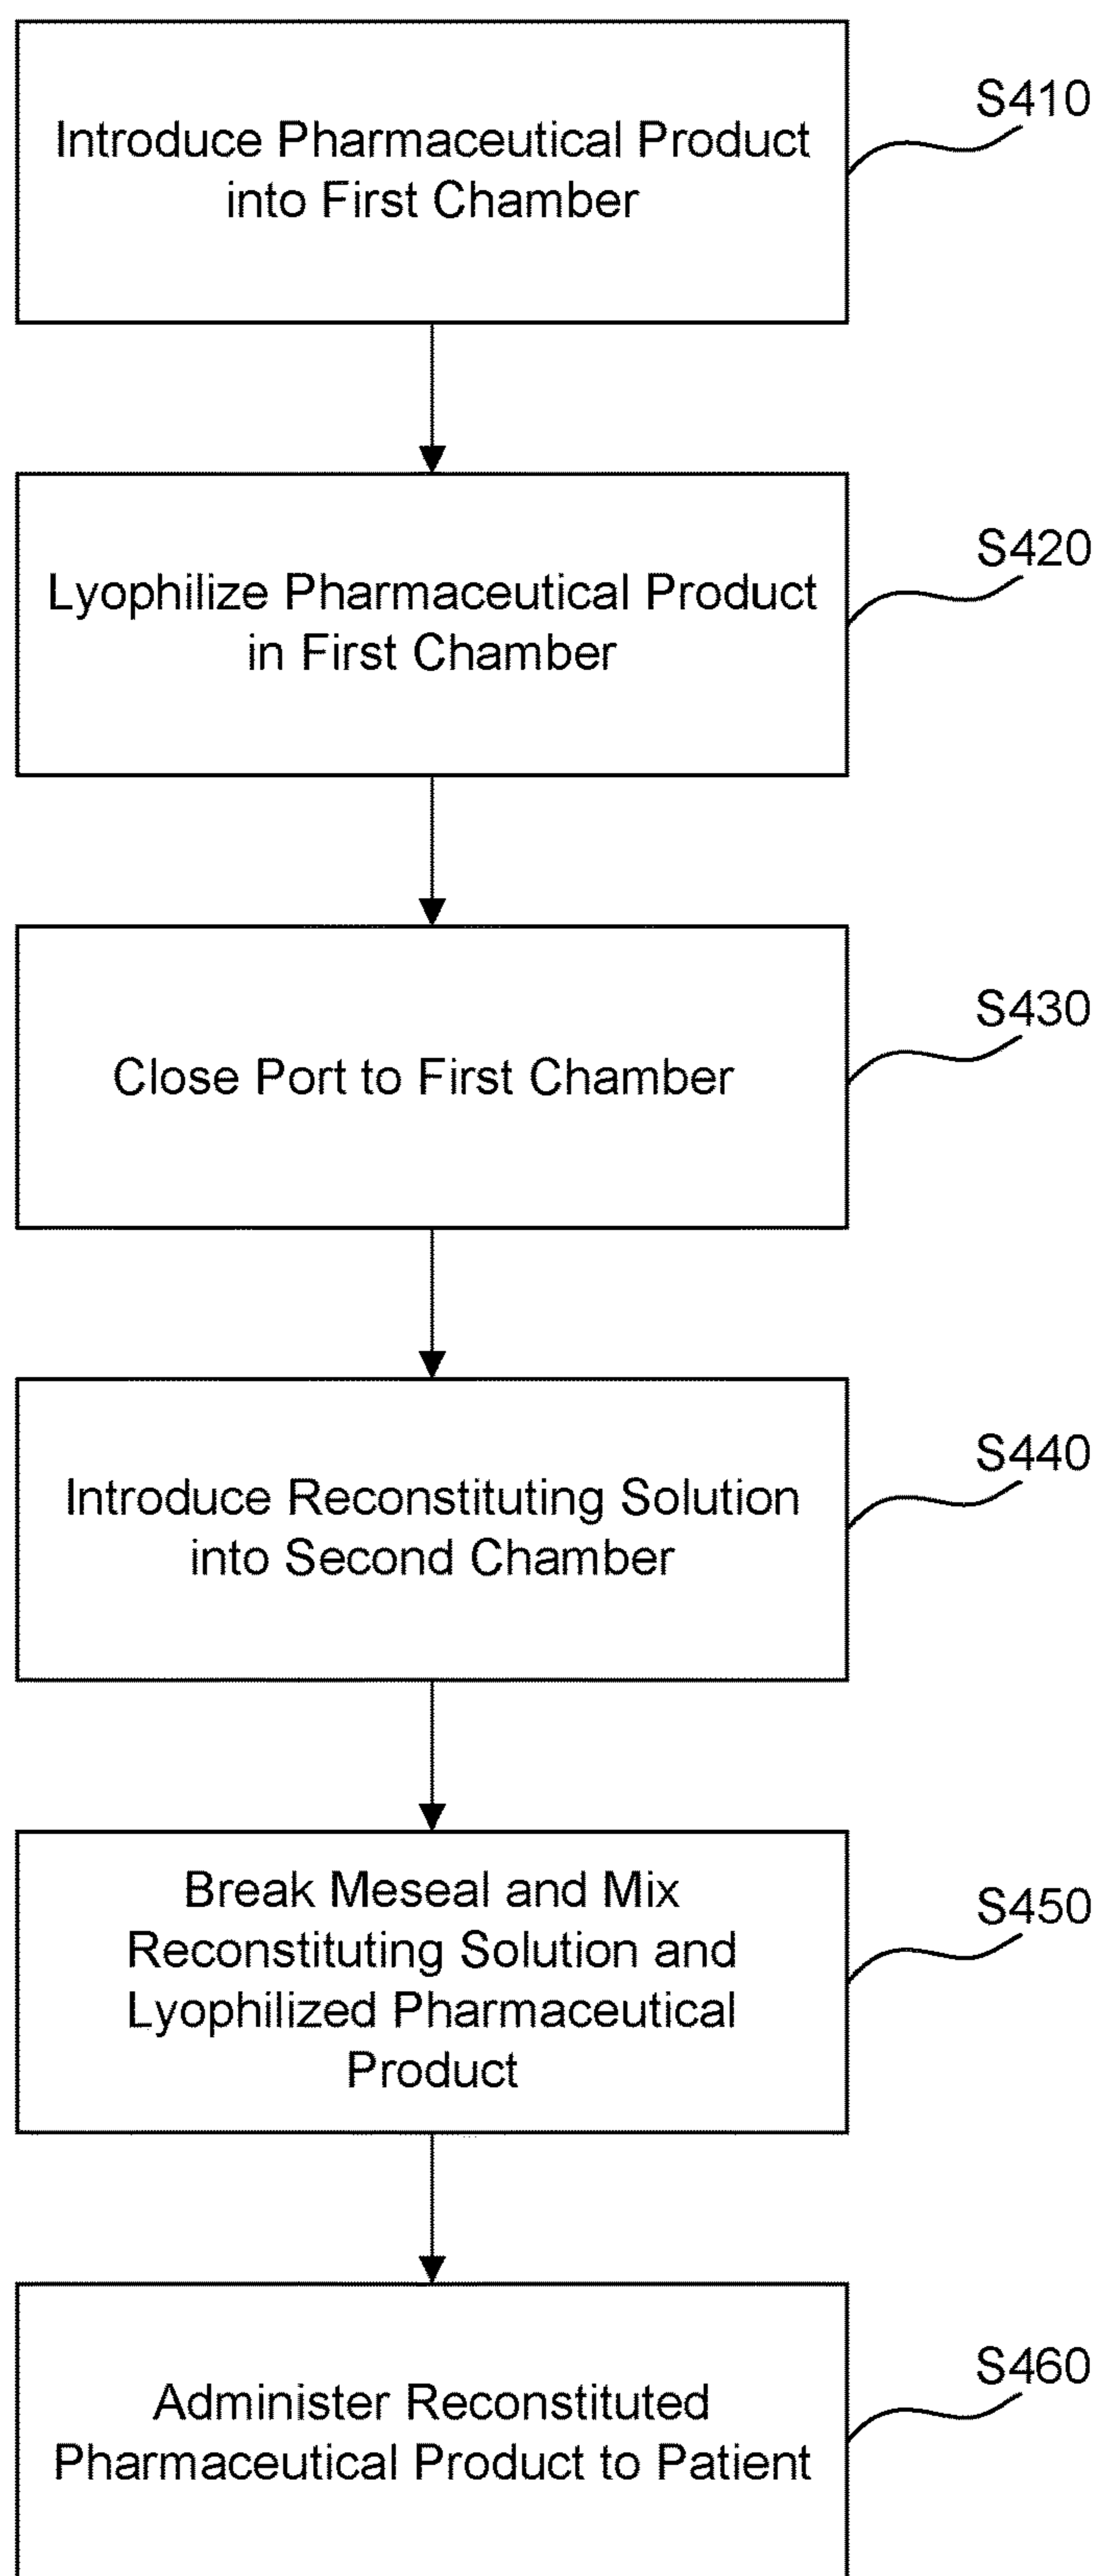 Introduce Pharmaceutical Product
into First Chamber
S410
Lyophilize Pharmaceutical Product
in First Chamber
S420
Close Port to First Chamber
S430
Introduce Reconstituting Solution
into Second Chamber
S440
Break Meseal and Mix
Reconstituting Solution and
Lyophilized Pharmaceutical
Product
S450
Administer Reconstituted
Pharmaceutical Product to Patient
S460